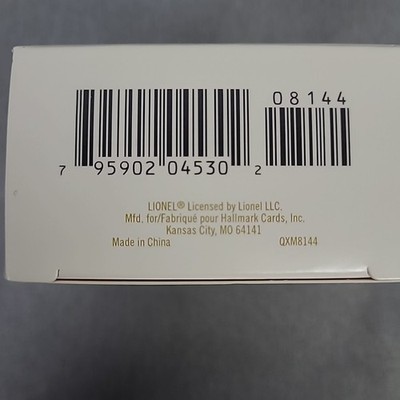 08144
7 95902 04530 2
LIONEL® Licensed by Lionel LLC.
Mfd. for/Fabriqué pour Hallmark Cards, Inc.
Kansas City, MO 64141
Made in China QXM8144